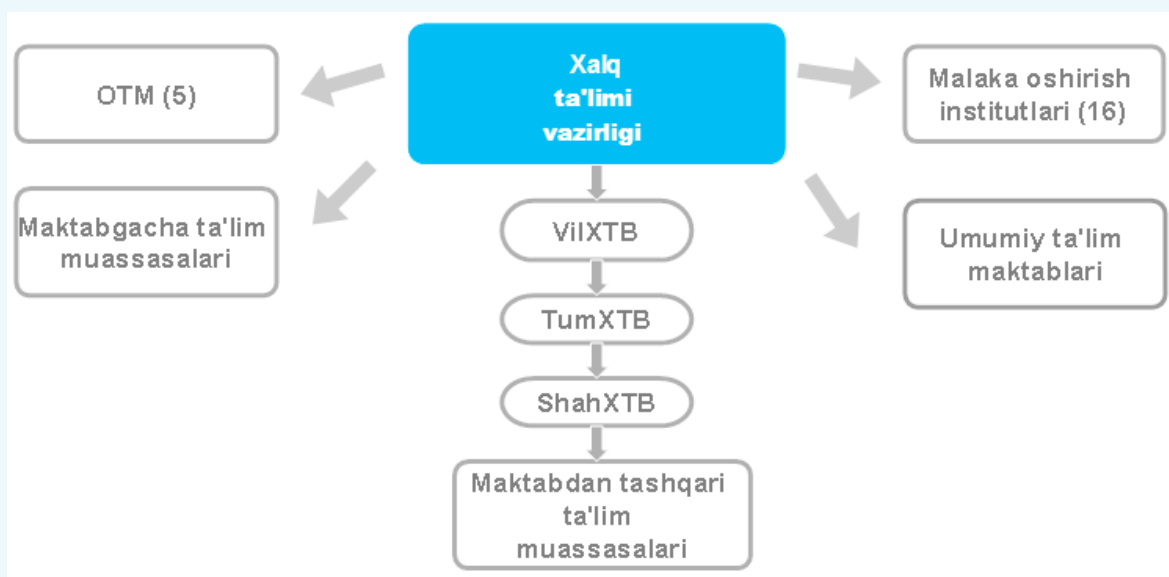 Xalq
ta'limi
vazirligi
OTM (5)
Malaka oshirish
institutlari (16)
Maktabgacha ta'lim
muassasalari
VilXTB
Umumiy ta'lim
maktablari
TumXTB
ShahXTB
Maktabdan tashqari
ta'lim
muassasalari